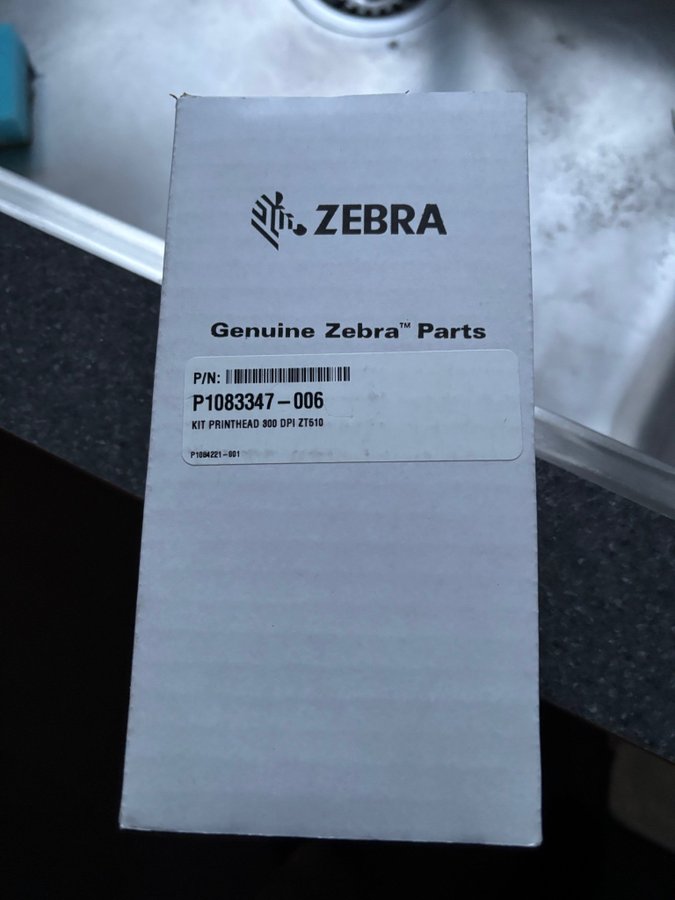 ZEBRA
Genuine Zebra™ Parts
P/N:
P1083347-006
KIT PRINTHEAD 300 DPI ZT510
P1084221-001